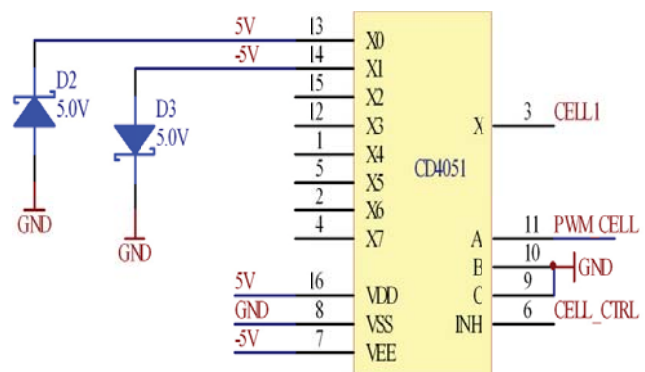 5V 13 X0
-5V 14 X1
15 X2
12 X3
1 X4
5 X5
2 X6
4 X7
D2
5.0V
D3
5.0V
GND
GND
X 3 CELL1
CD4051
A 11 PWM CELL
B 10
GND
C 9
INH 6 CELL_CTRL
5V 16 VDD
GND 8 VSS
-5V 7 VEE